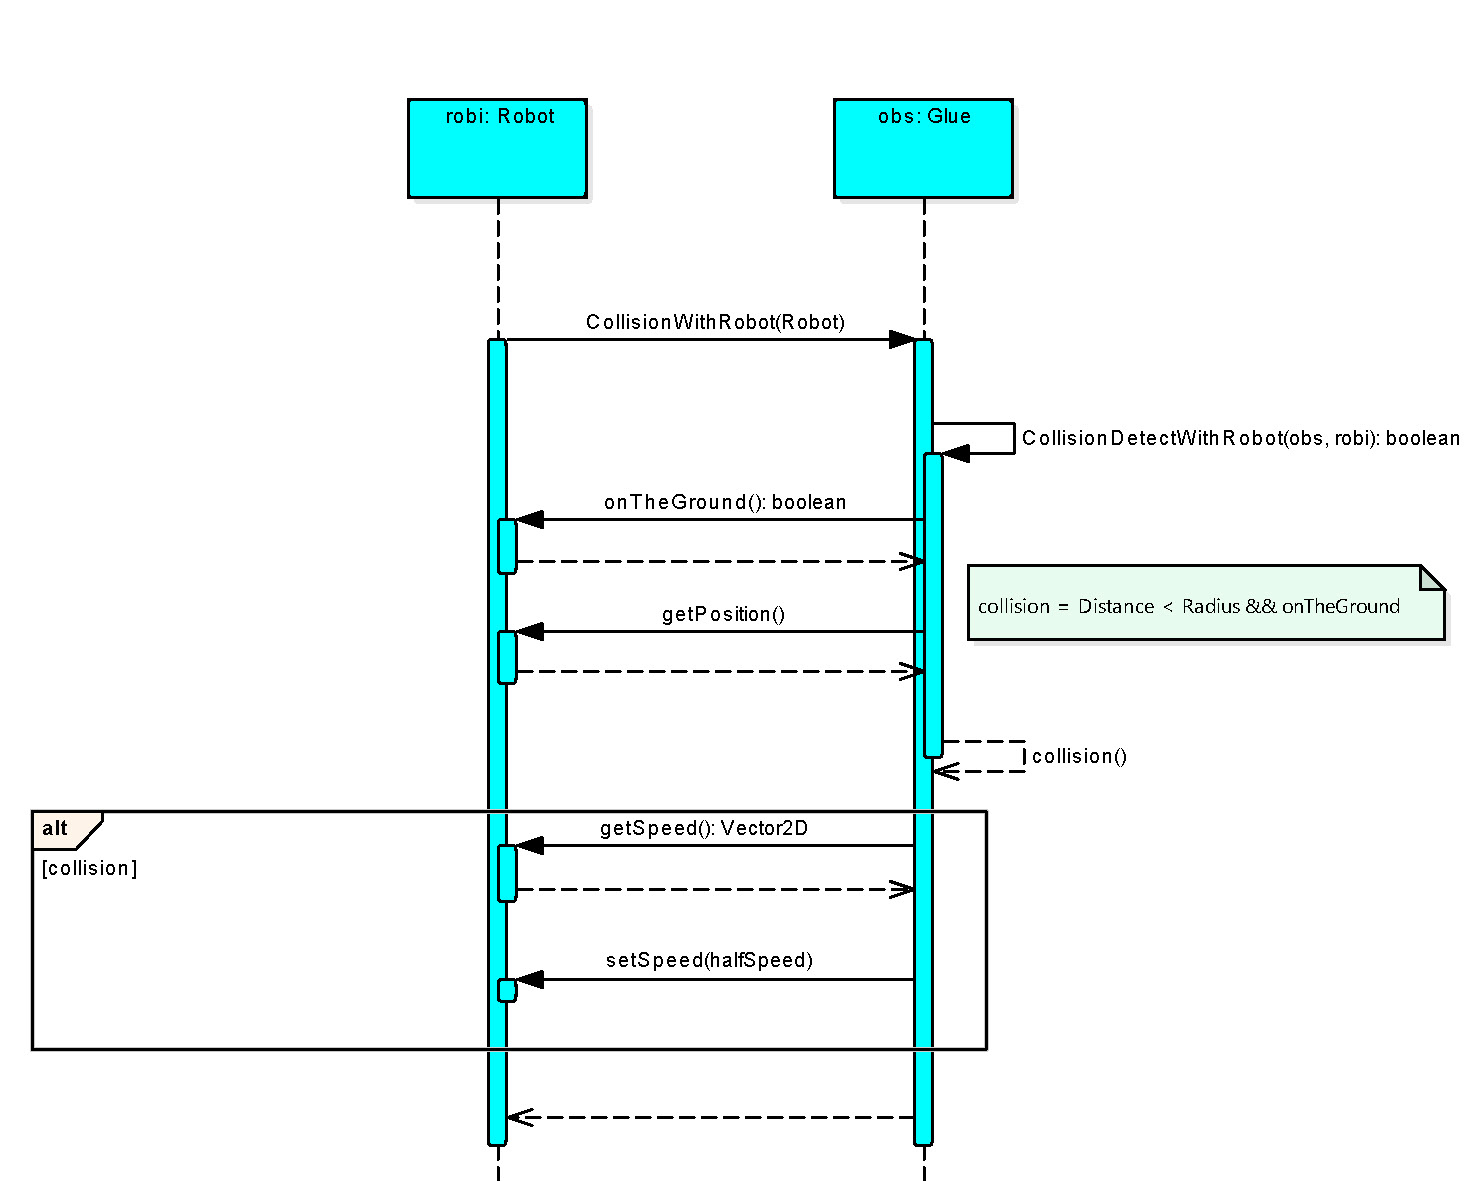 robi: Robot
obs: Glue
CollisionWithRobot(Robot)
CollisionDetectWithRobot(obs, robi): boolean
onTheGround(): boolean
collision = Distance < Radius && onTheGround
getPosition()
collision()
alt
getSpeed(): Vector2D
[collision]
setSpeed(halfSpeed)